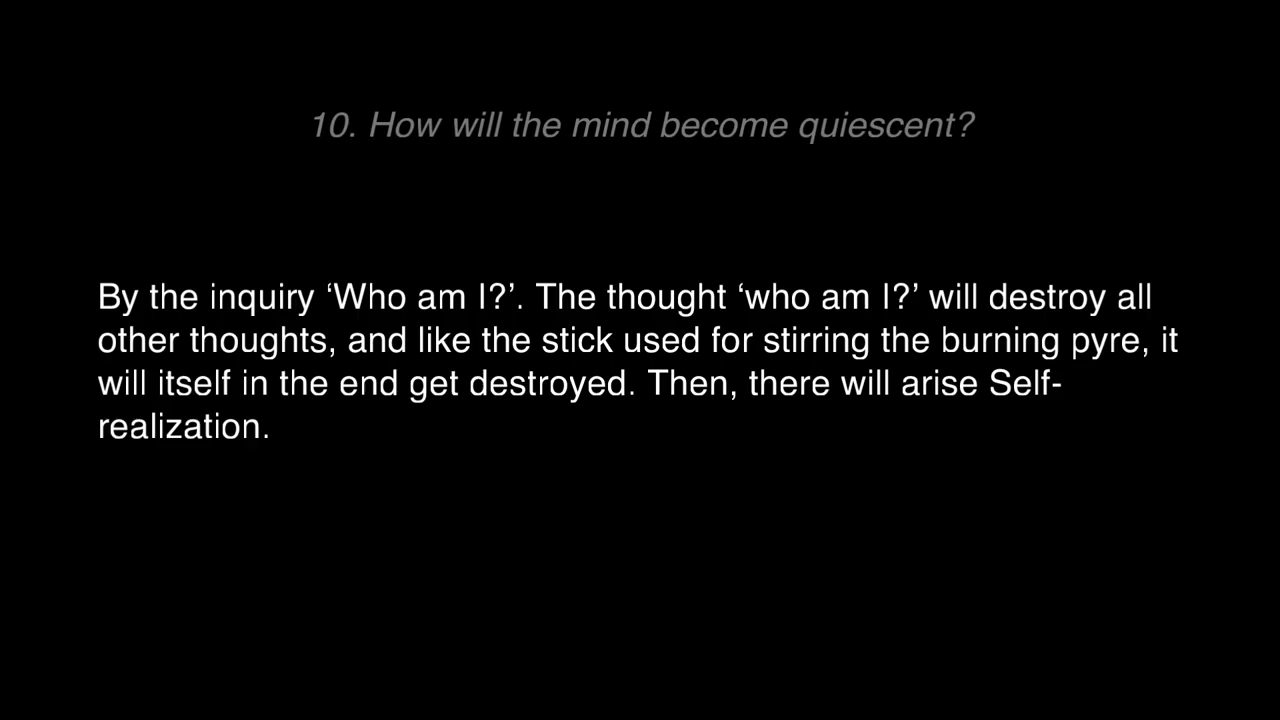 10. How will the mind become quiescent?
By the inquiry ‘Who am I?’. The thought ‘who am I?’ will destroy all
other thoughts, and like the stick used for stirring the burning pyre, it
will itself in the end get destroyed. Then, there will arise Self-
realization.